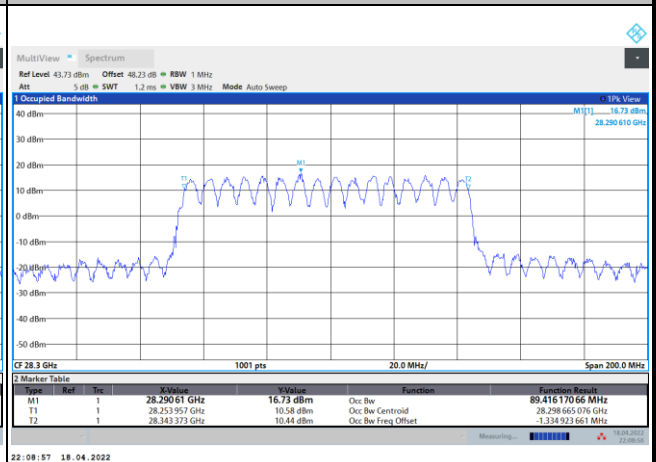 MultiView Spectrum
Ref Level 43.73 dBm Offset 48.23 dB RBW 1 MHz
Att 5 dB SWT 1.2 ms VBW 3 MHz Mode Auto Sweep
1 Occupied Bandwidth 1Pk View
M1[1] 16.73 dBm
28.290 610 GHz
40 dBm
30 dBm
20 dBm
M1
T1
T2
10 dBm
0 dBm
-10 dBm
-20 dBm
-30 dBm
-40 dBm
-50 dBm
CF 28.3 GHz 1001 pts 20.0 MHz/ Span 200.0 MHz
2 Marker Table
Type Ref Trc X-Value Y-Value Function Function Result
M1 1 28.290 61 GHz 16.73 dBm Occ Bw 89.416 170 66 MHz
T1 1 28.253 957 GHz 10.58 dBm Occ Bw Centroid 28.298 665 076 GHz
T2 1 28.343 373 GHz 10.44 dBm Occ Bw Freq Offset -1.334 923 661 MHz
Measuring... 18.04.2022
22:08:56
22:08:57 18.04.2022